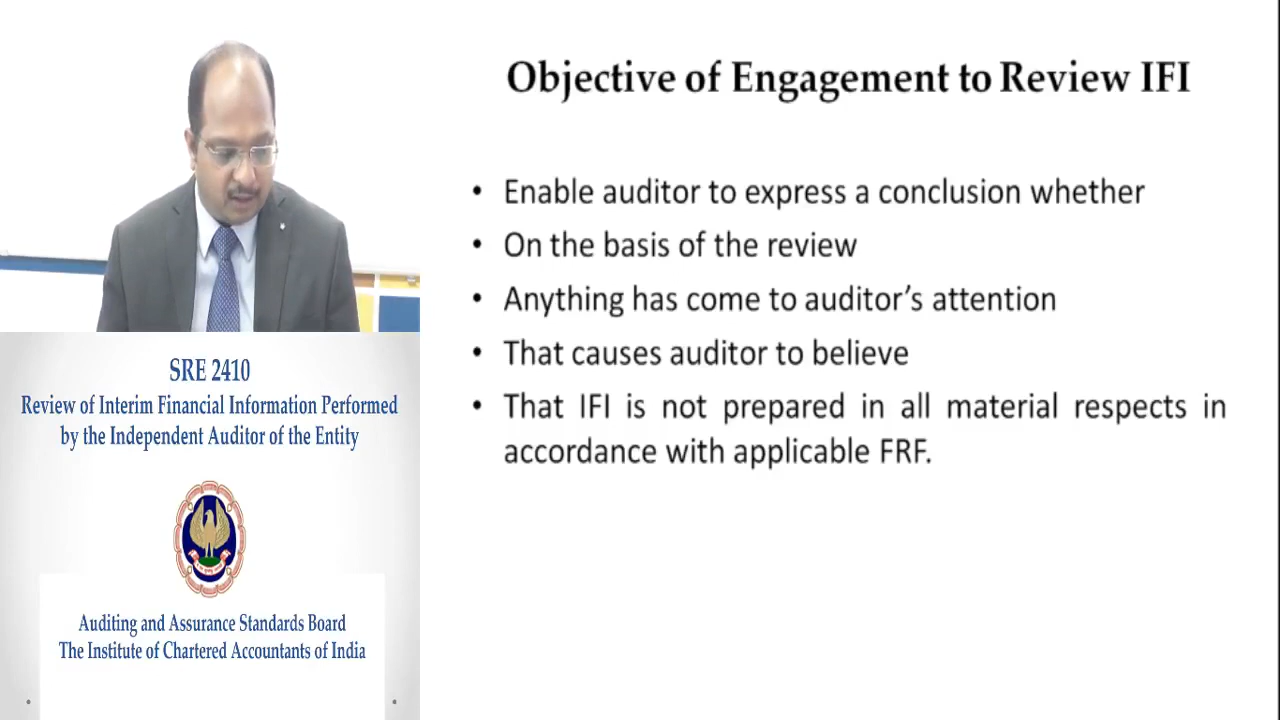 Objective of Engagement to Review IFI
• Enable auditor to express a conclusion whether
• On the basis of the review
• Anything has come to auditor’s attention
• That causes auditor to believe
• That IFI is not prepared in all material respects in
accordance with applicable FRF.
SRE 2410
Review of Interim Financial Information Performed
by the Independent Auditor of the Entity
Auditing and Assurance Standards Board
The Institute of Chartered Accountants of India